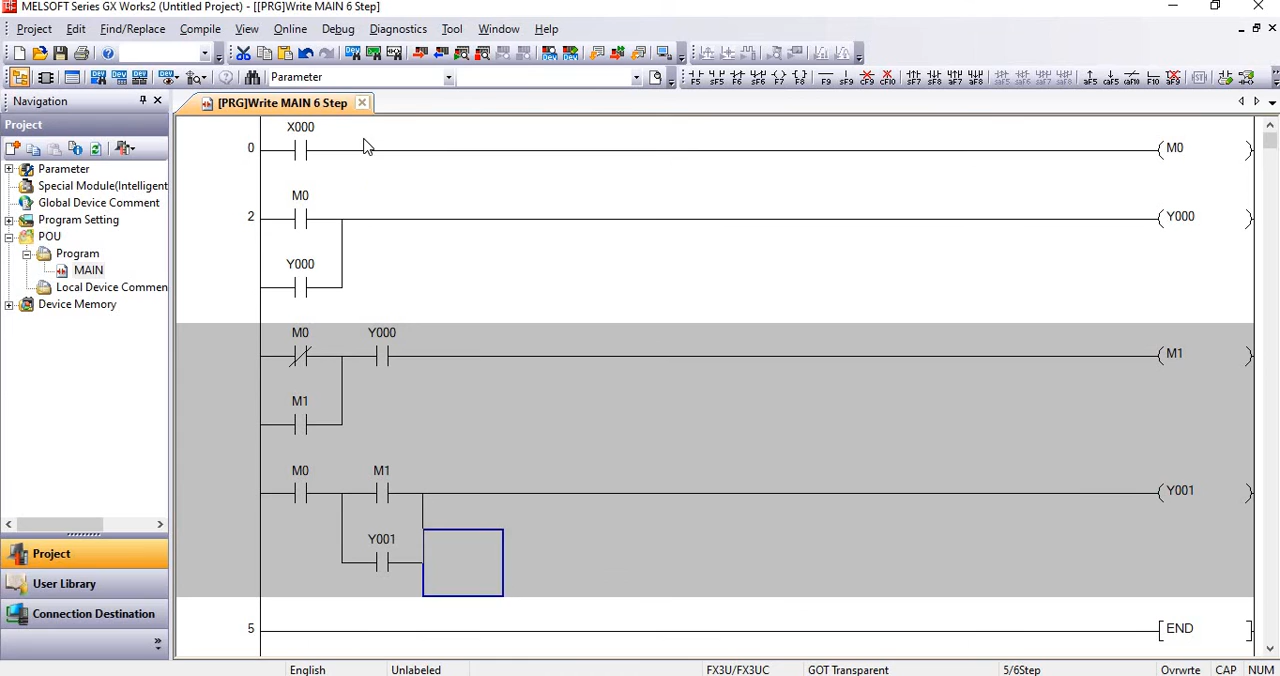 MELSOFT Series GX Works2 (Untitled Project) - [[PRG]Write MAIN 6 Step]
Project Edit Find/Replace Compile View Online Debug Diagnostics Tool Window Help
Parameter
Navigation
[PRG]Write MAIN 6 Step
Project
Parameter
Special Module(Intelligent
Global Device Comment
Program Setting
POU
Program
MAIN
Local Device Commen
Device Memory
Project
User Library
Connection Destination
X000
0 M0
M0
2 Y000
Y000
M0 Y000
M1
M1
M0 M1
Y001
Y001
5 END
English Unlabeled FX3U/FX3UC GOT Transparent 5/6Step Ovrwrte CAP NUM